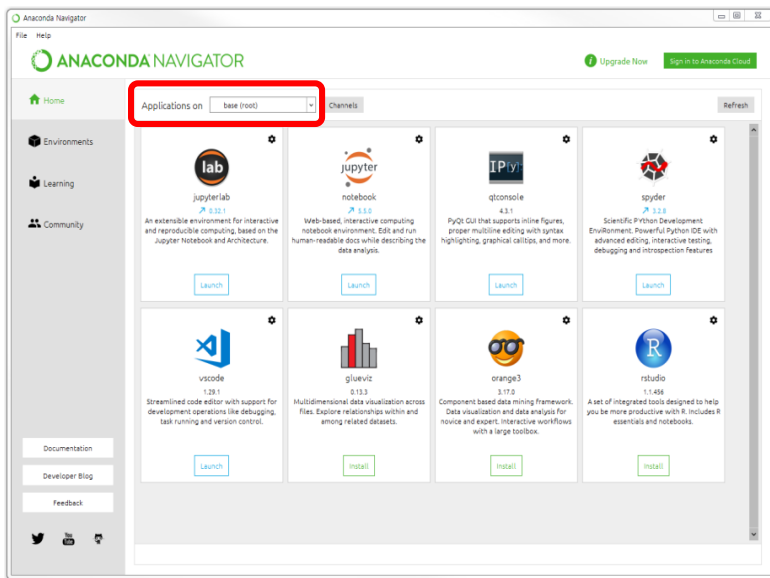 Anaconda Navigator
File Help
ANACONDA NAVIGATOR
Upgrade Now
Sign in to Anaconda Cloud
Home
Environments
Learning
Community
Documentation
Developer Blog
Feedback
You
Tube
Applications on base (root) Channels
Refresh
lab
jupyterlab
0.32.1
An extensible environment for interactive
and reproducible computing, based on the
Jupyter Notebook and Architecture.
Launch
jupyter
notebook
5.5.0
Web-based, interactive computing
notebook environment. Edit and run
human-readable docs while describing the
data analysis.
Launch
IP[y]:
qtconsole
4.3.1
PyQt GUI that supports inline figures,
proper multiline editing with syntax
highlighting, graphical calltips, and more.
Launch
spyder
3.2.8
Scientific PYthon Development
EnviRonment. Powerful Python IDE with
advanced editing, interactive testing,
debugging and introspection features
Launch
vscode
1.29.1
Streamlined code editor with support for
development operations like debugging,
task running and version control.
Launch
glueviz
0.13.3
Multidimensional data visualization across
files. Explore relationships within and
among related datasets.
Install
orange3
3.17.0
Component based data mining framework.
Data visualization and data analysis for
novice and expert. Interactive workflows
with a large toolbox.
Install
R
rstudio
1.1.456
A set of integrated tools designed to help
you be more productive with R. Includes R
essentials and notebooks.
Install